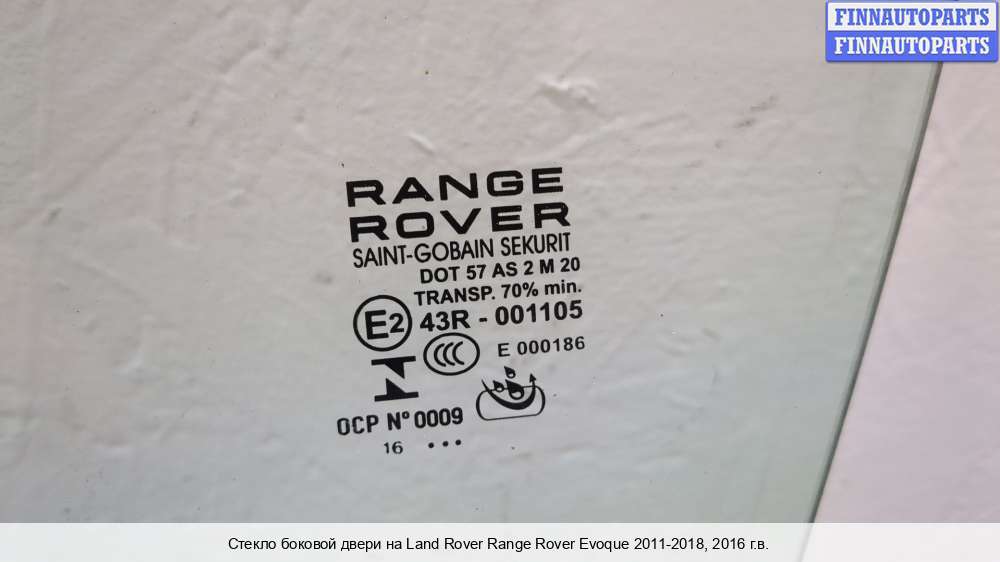 FINNAUTOPARTS
FINNAUTOPARTS
RANGE
ROVER
SAINT-GOBAIN SEKURIT
DOT 57 AS 2 M 20
TRANSP. 70% min.
E2 43R - 001105
CCC E 000186
OCP N° 0009
16 •••
Стекло боковой двери на Land Rover Range Rover Evoque 2011-2018, 2016 г.в.